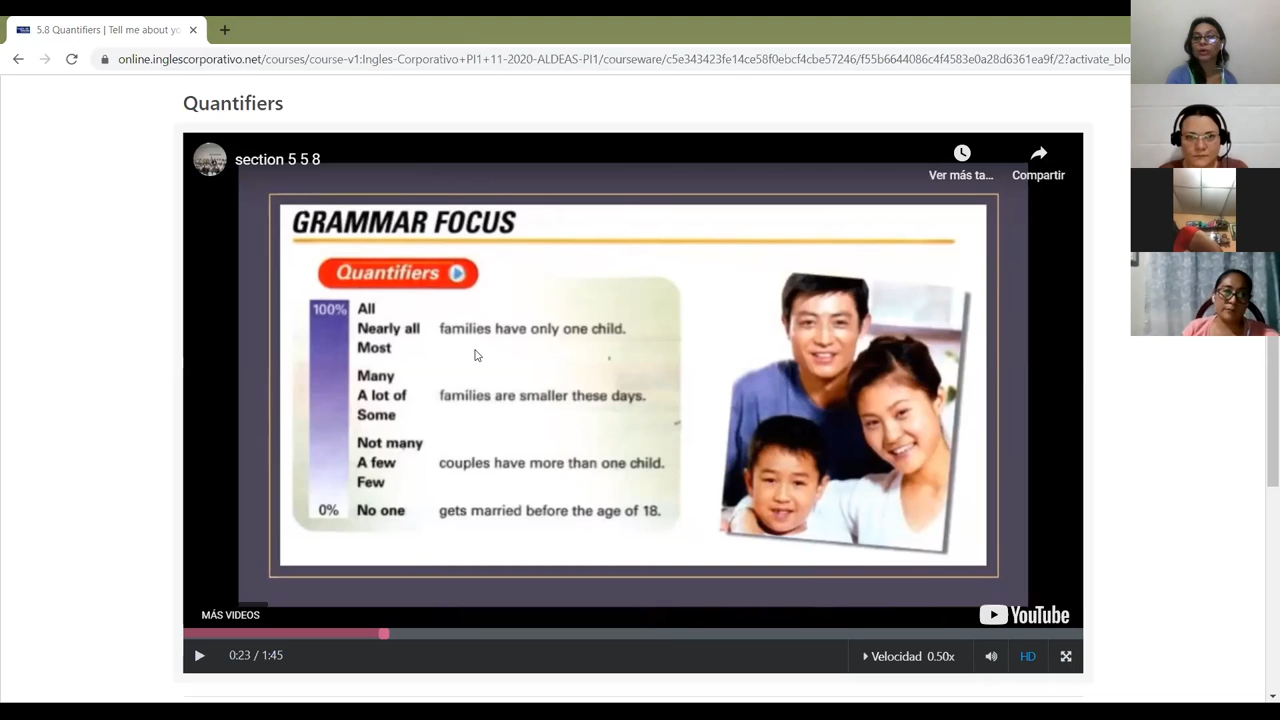 5.8 Quantifiers | Tell me about yo
online.inglescorporativo.net/courses/course-v1:Ingles-Corporativo+PI1+11-2020-ALDEAS-PI1/courseware/c5e343423fe14ce58f0ebcf4cbe57246/f55b6644086c4f4583e0a28d6361ea9f/2?activate_blo
Quantifiers
section 5 5 8
Ver más ta...
Compartir
GRAMMAR FOCUS
Quantifiers
100% All
Nearly all families have only one child.
Most
Many
A lot of families are smaller these days.
Some
Not many
A few couples have more than one child.
Few
0% No one gets married before the age of 18.
MÁS VIDEOS
YouTube
0:23 / 1:45
Velocidad 0.50x
HD